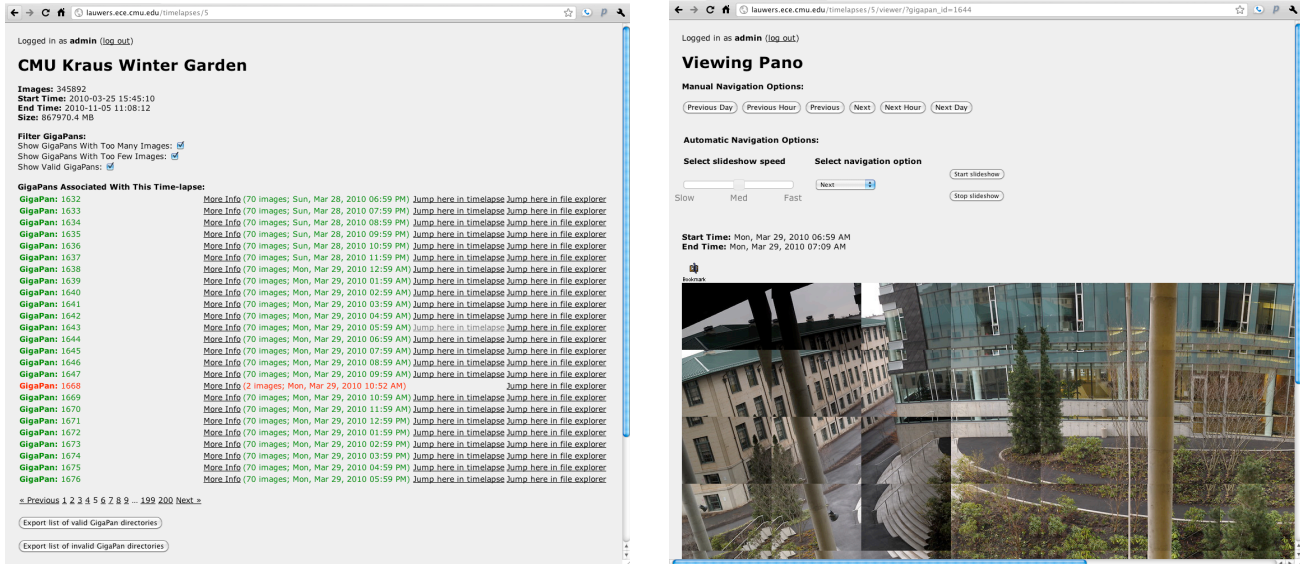 lauwers.ece.cmu.edu/timelapses/5
Logged in as admin (log out)
CMU Kraus Winter Garden
Images: 345892
Start Time: 2010-03-25 15:45:10
End Time: 2010-11-05 11:08:12
Size: 867970.4 MB
Filter GigaPans:
Show GigaPans With Too Many Images:
Show GigaPans With Too Few Images:
Show Valid GigaPans:
GigaPans Associated With This Time-lapse:
GigaPan: 1632 More Info (70 images; Sun, Mar 28, 2010 06:59 PM) Jump here in timelapse Jump here in file explorer
GigaPan: 1633 More Info (70 images; Sun, Mar 28, 2010 07:59 PM) Jump here in timelapse Jump here in file explorer
GigaPan: 1634 More Info (70 images; Sun, Mar 28, 2010 08:59 PM) Jump here in timelapse Jump here in file explorer
GigaPan: 1635 More Info (70 images; Sun, Mar 28, 2010 09:59 PM) Jump here in timelapse Jump here in file explorer
GigaPan: 1636 More Info (70 images; Sun, Mar 28, 2010 10:59 PM) Jump here in timelapse Jump here in file explorer
GigaPan: 1637 More Info (70 images; Sun, Mar 28, 2010 11:59 PM) Jump here in timelapse Jump here in file explorer
GigaPan: 1638 More Info (70 images; Mon, Mar 29, 2010 12:59 AM) Jump here in timelapse Jump here in file explorer
GigaPan: 1639 More Info (70 images; Mon, Mar 29, 2010 01:59 AM) Jump here in timelapse Jump here in file explorer
GigaPan: 1640 More Info (70 images; Mon, Mar 29, 2010 02:59 AM) Jump here in timelapse Jump here in file explorer
GigaPan: 1641 More Info (70 images; Mon, Mar 29, 2010 03:59 AM) Jump here in timelapse Jump here in file explorer
GigaPan: 1642 More Info (70 images; Mon, Mar 29, 2010 04:59 AM) Jump here in timelapse Jump here in file explorer
GigaPan: 1643 More Info (70 images; Mon, Mar 29, 2010 05:59 AM) Jump here in timelapse Jump here in file explorer
GigaPan: 1644 More Info (70 images; Mon, Mar 29, 2010 06:59 AM) Jump here in timelapse Jump here in file explorer
GigaPan: 1645 More Info (70 images; Mon, Mar 29, 2010 07:59 AM) Jump here in timelapse Jump here in file explorer
GigaPan: 1646 More Info (70 images; Mon, Mar 29, 2010 08:59 AM) Jump here in timelapse Jump here in file explorer
GigaPan: 1647 More Info (70 images; Mon, Mar 29, 2010 09:59 AM) Jump here in timelapse Jump here in file explorer
GigaPan: 1668 More Info (2 images; Mon, Mar 29, 2010 10:52 AM) Jump here in file explorer
GigaPan: 1669 More Info (70 images; Mon, Mar 29, 2010 10:59 AM) Jump here in timelapse Jump here in file explorer
GigaPan: 1670 More Info (70 images; Mon, Mar 29, 2010 11:59 AM) Jump here in timelapse Jump here in file explorer
GigaPan: 1671 More Info (70 images; Mon, Mar 29, 2010 12:59 PM) Jump here in timelapse Jump here in file explorer
GigaPan: 1672 More Info (70 images; Mon, Mar 29, 2010 01:59 PM) Jump here in timelapse Jump here in file explorer
GigaPan: 1673 More Info (70 images; Mon, Mar 29, 2010 02:59 PM) Jump here in timelapse Jump here in file explorer
GigaPan: 1674 More Info (70 images; Mon, Mar 29, 2010 03:59 PM) Jump here in timelapse Jump here in file explorer
GigaPan: 1675 More Info (70 images; Mon, Mar 29, 2010 04:59 PM) Jump here in timelapse Jump here in file explorer
GigaPan: 1676 More Info (70 images; Mon, Mar 29, 2010 05:59 PM) Jump here in timelapse Jump here in file explorer
« Previous 1 2 3 4 5 6 7 8 9 … 199 200 Next »
Export list of valid GigaPan directories
Export list of invalid GigaPan directories
lauwers.ece.cmu.edu/timelapses/5/viewer/?gigapan_id=1644
Logged in as admin (log out)
Viewing Pano
Manual Navigation Options:
Previous Day Previous Hour Previous Next Next Hour Next Day
Automatic Navigation Options:
Select slideshow speed Select navigation option
Start slideshow
Next
Stop slideshow
Slow Med Fast
Start Time: Mon, Mar 29, 2010 06:59 AM
End Time: Mon, Mar 29, 2010 07:09 AM
Bookmark